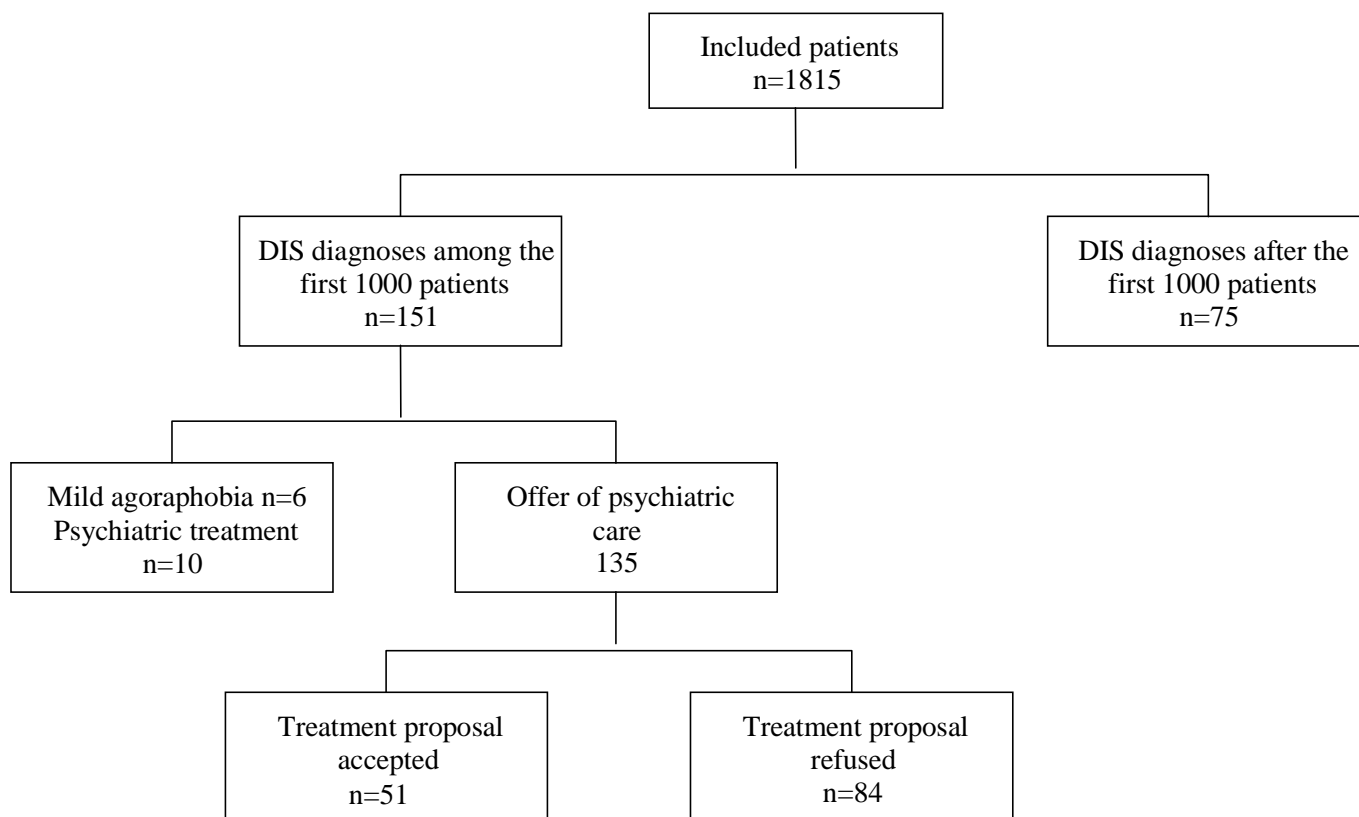 Included patients
n=1815
DIS diagnoses among the
first 1000 patients
n=151
DIS diagnoses after the
first 1000 patients
n=75
Mild agoraphobia n=6
Psychiatric treatment
n=10
Offer of psychiatric
care
135
Treatment proposal
accepted
n=51
Treatment proposal
refused
n=84